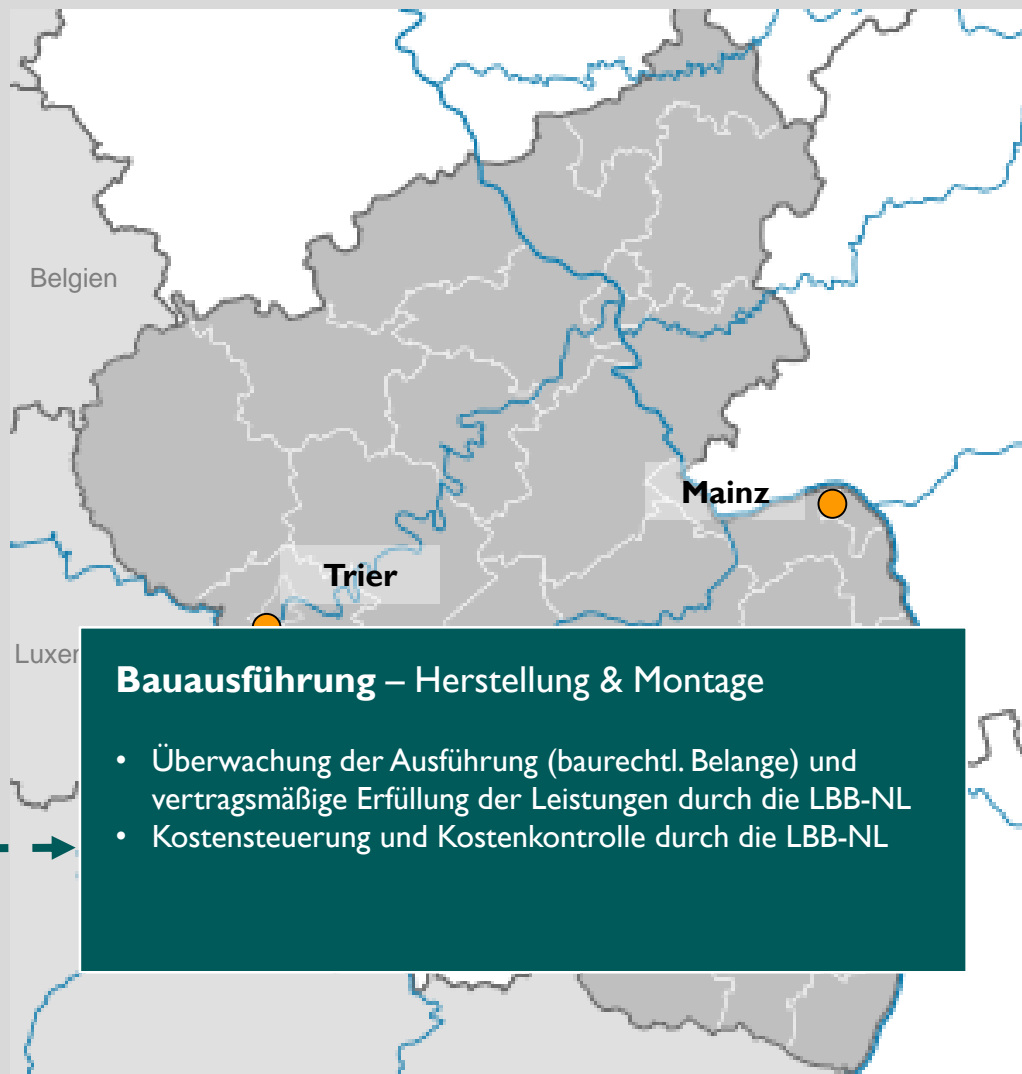 Belgien
Mainz
Trier
Luxem
Bauausführung – Herstellung & Montage
• Überwachung der Ausführung (baurechtl. Belange) und
vertragsmäßige Erfüllung der Leistungen durch die LBB-NL
• Kostensteuerung und Kostenkontrolle durch die LBB-NL